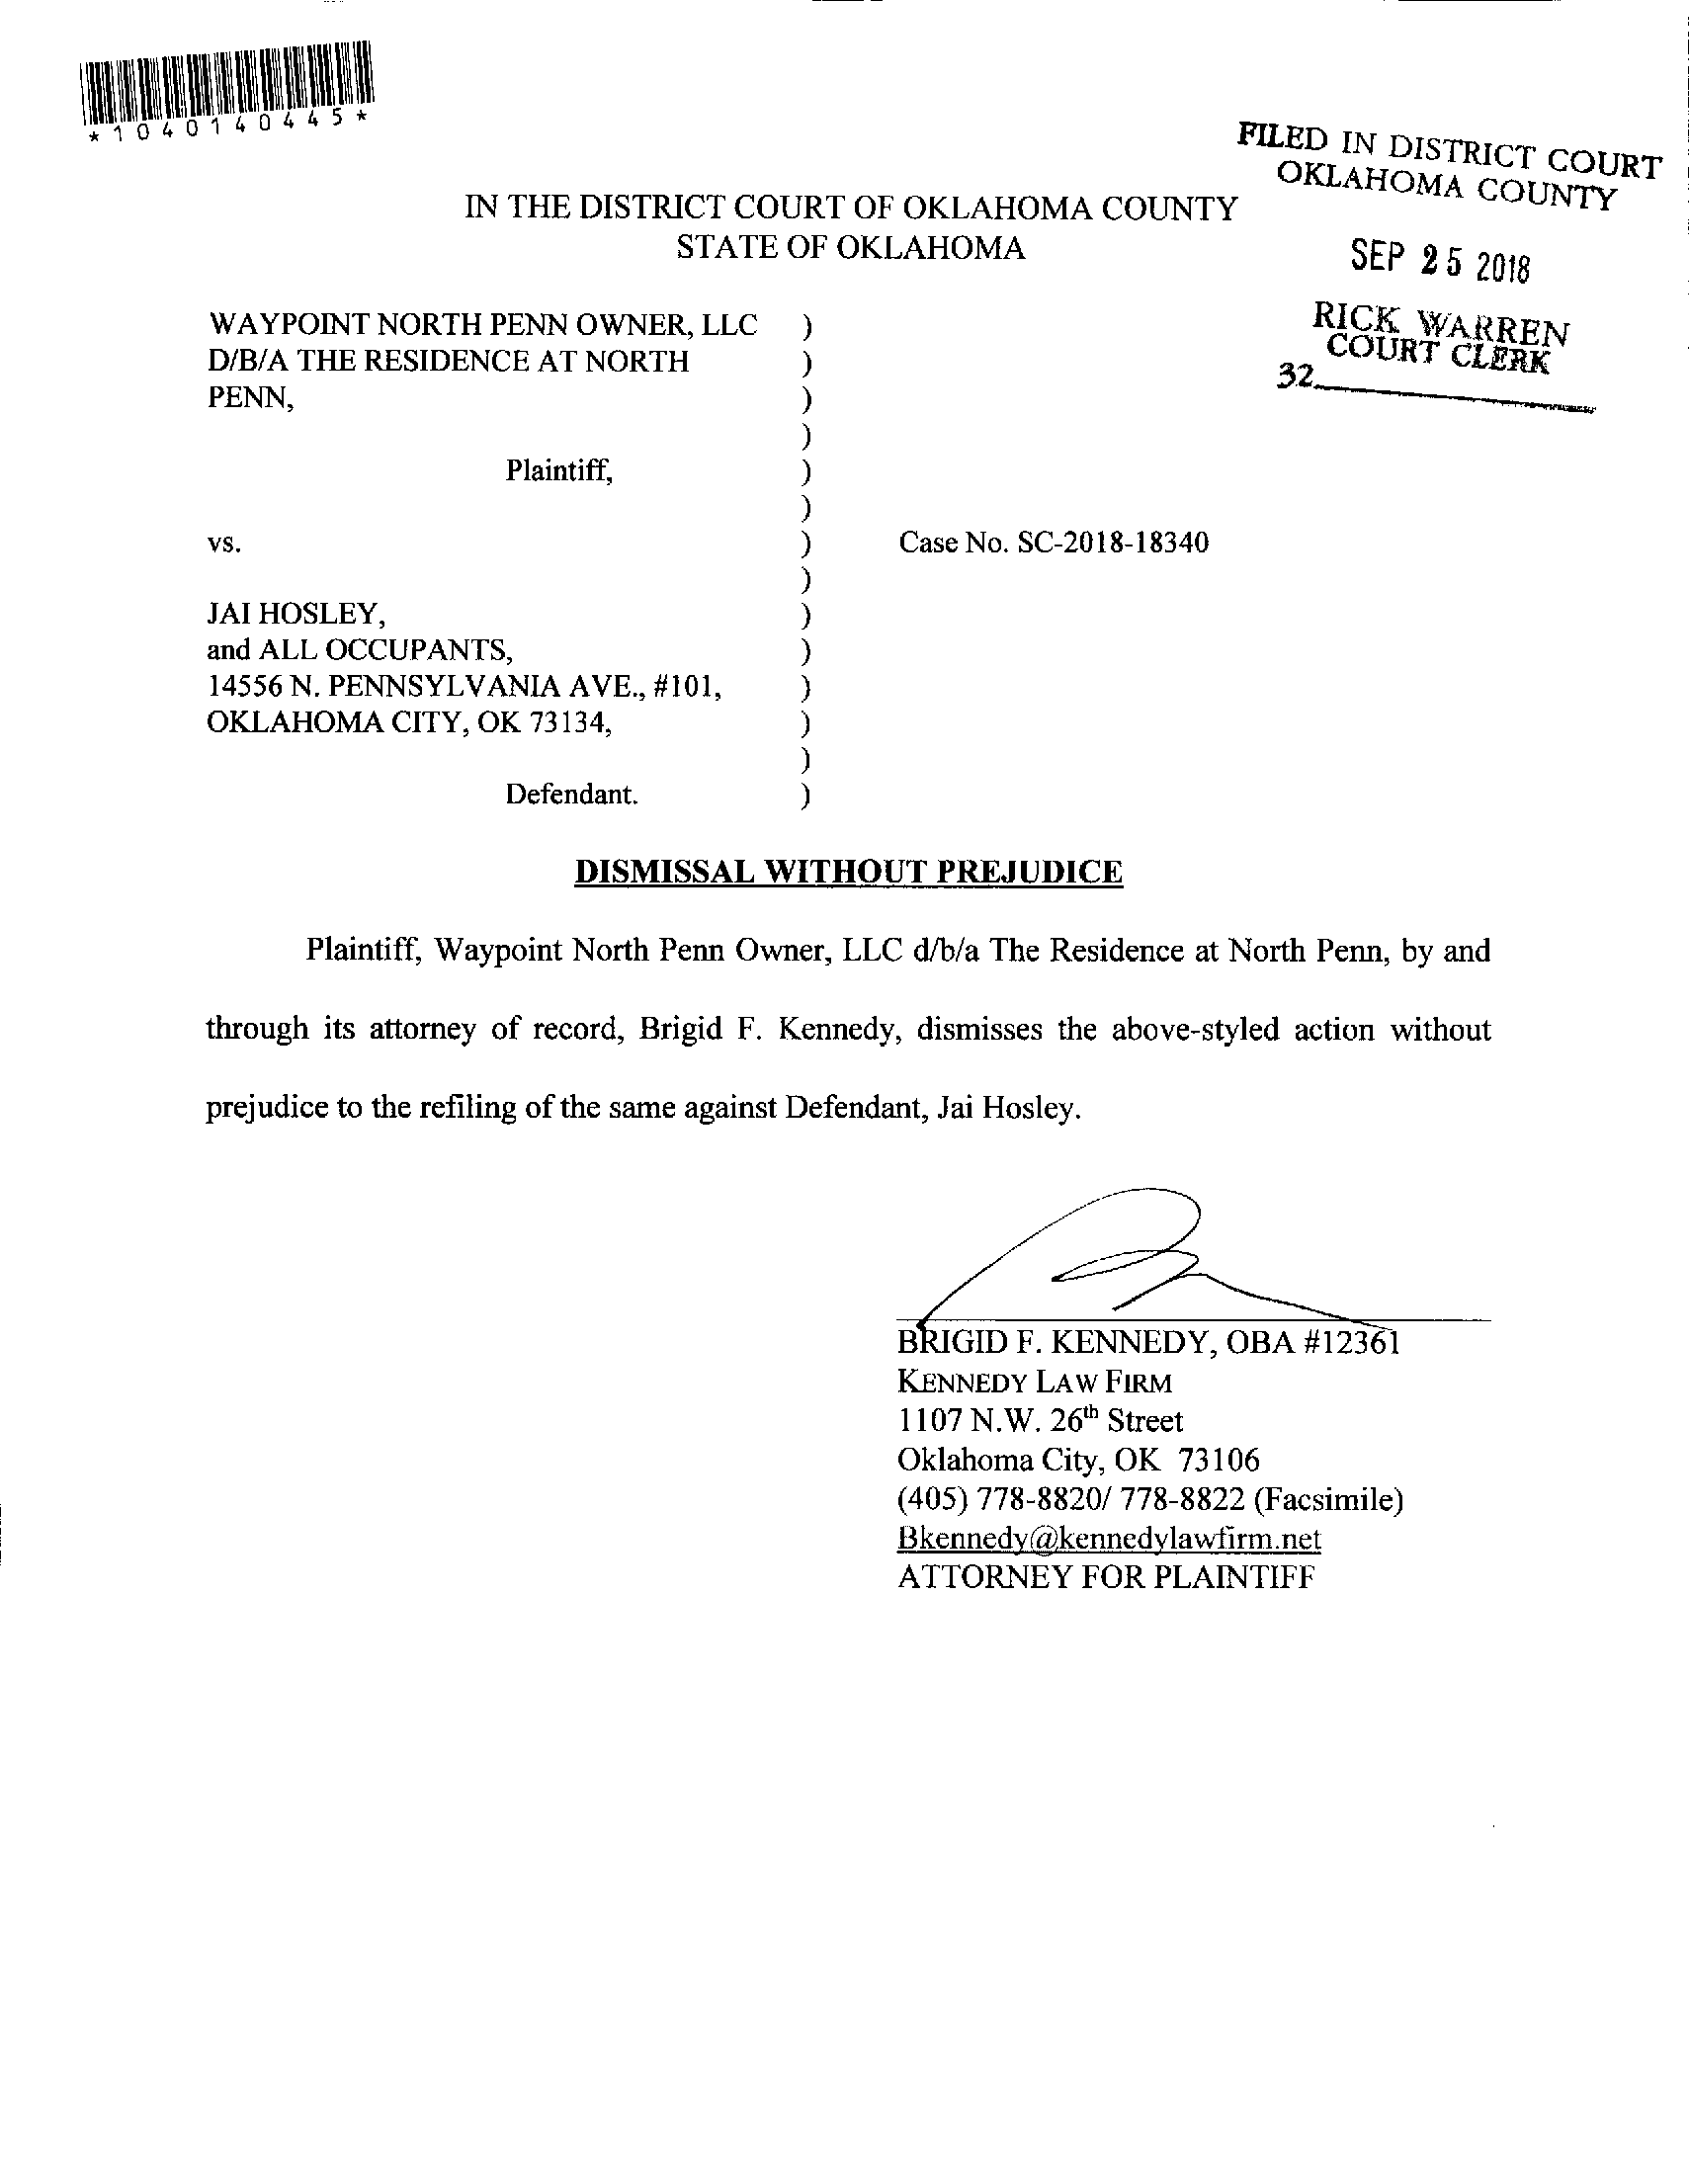 *1040140445*
FILED IN DISTRICT COURT
OKLAHOMA COUNTY
SEP 25 2018
RICK WARREN
COURT CLERK
32
IN THE DISTRICT COURT OF OKLAHOMA COUNTY
STATE OF OKLAHOMA
WAYPOINT NORTH PENN OWNER, LLC )
D/B/A THE RESIDENCE AT NORTH )
PENN, )
)
Plaintiff, )
)
vs. ) Case No. SC-2018-18340
)
JAI HOSLEY, )
and ALL OCCUPANTS, )
14556 N. PENNSYLVANIA AVE., #101, )
OKLAHOMA CITY, OK 73134, )
)
Defendant. )
DISMISSAL WITHOUT PREJUDICE
Plaintiff, Waypoint North Penn Owner, LLC d/b/a The Residence at North Penn, by and
through its attorney of record, Brigid F. Kennedy, dismisses the above-styled action without
prejudice to the refiling of the same against Defendant, Jai Hosley.
BRIGID F. KENNEDY, OBA #12361
KENNEDY LAW FIRM
1107 N.W. 26th Street
Oklahoma City, OK 73106
(405) 778-8820/ 778-8822 (Facsimile)
Bkennedy@kennedylawfirm.net
ATTORNEY FOR PLAINTIFF